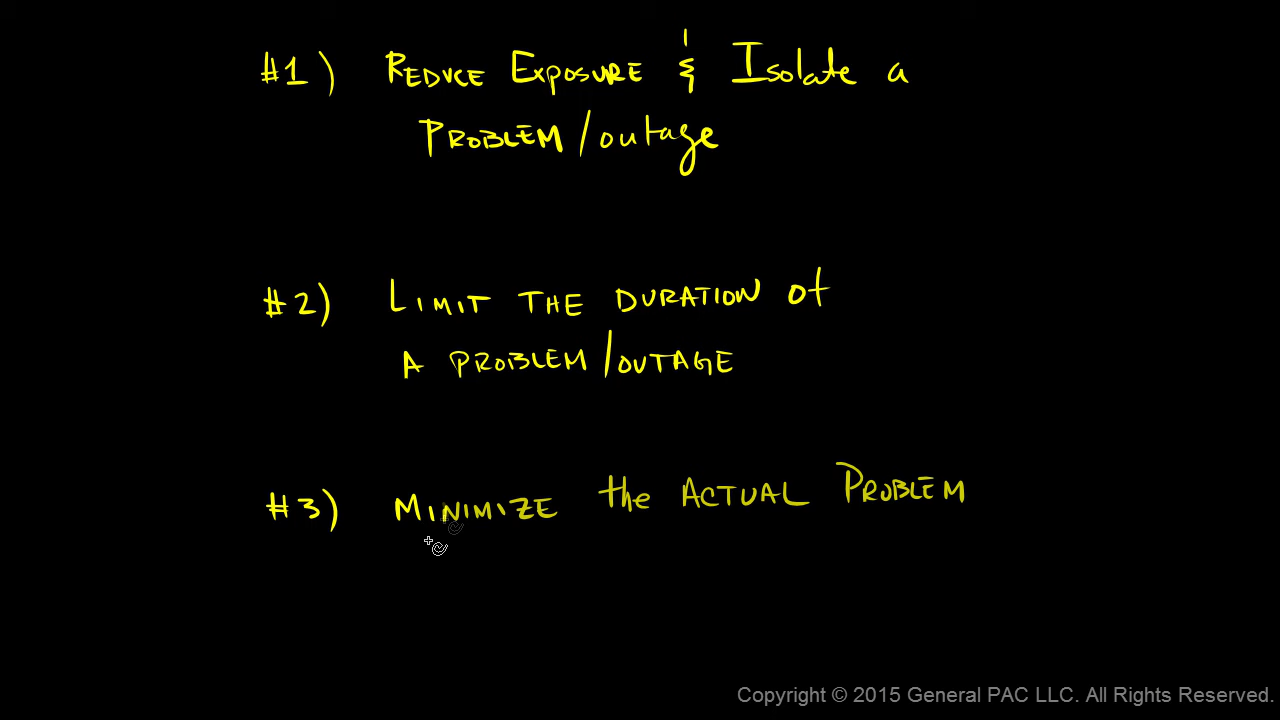 #1) REDUCE EXPOSURE & Isolate a
PROBLEM/outage
#2) LIMIT THE DURATION Of
A PROBLEM/OUTAGE
#3) MINIMIZE the ACTUAL PROBLEM
Copyright © 2015 General PAC LLC. All Rights Reserved.